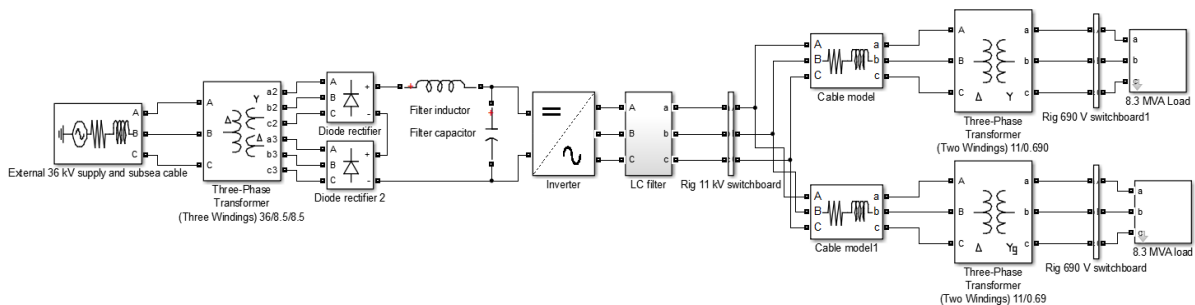 A
B
C
External 36 kV supply and subsea cable
A
B
C
Y
Δ
Δ
a2
b2
c2
a3
b3
c3
Three-Phase
Transformer
(Three Windings) 36/8.5/8.5
A
B
C
+
-
Diode rectifier
A
B
C
+
-
Diode rectifier 2
+
Filter inductor
Filter capacitor
+
Inverter
A
B
C
a
b
c
LC filter
A
B
C
a
b
c
Rig 11 kV switchboard
A
B
C
a
b
c
Cable model
A
B
C
a
b
c
Δ
Y
Three-Phase
Transformer
(Two Windings) 11/0.690
Rig 690 V switchboard1
a
b
c
8.3 MVA Load
A
B
C
a
b
c
Cable model1
A
B
C
a
b
c
Δ
Yg
Three-Phase
Transformer
(Two Windings) 11/0.69
Rig 690 V switchboard
a
b
c
8.3 MVA load